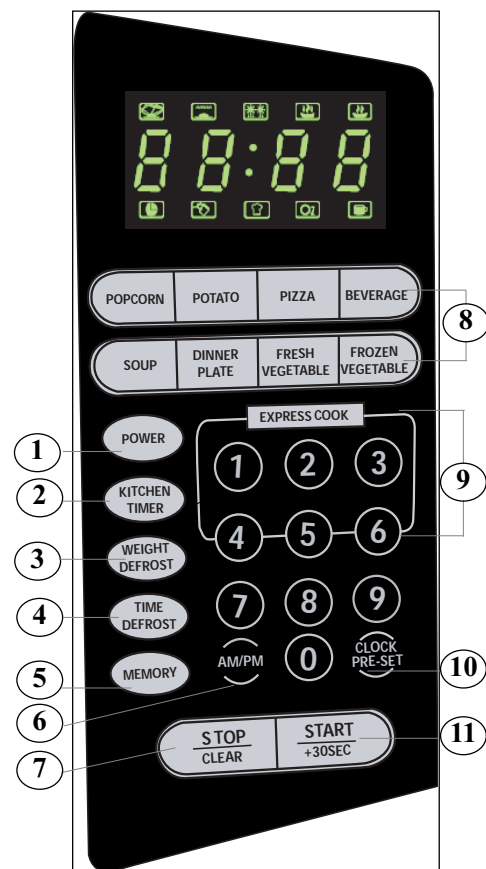 88:88
POPCORN POTATO PIZZA BEVERAGE
8
SOUP
DINNER
PLATE
FRESH
VEGETABLE
FROZEN
VEGETABLE
EXPRESS COOK
1
POWER
1 2 3
2
KITCHEN
TIMER
9
3
WEIGHT
DEFROST
4 5 6
4
TIME
DEFROST
7 8 9
5
MEMORY
AM/PM
0
CLOCK
PRE-SET
6
10
7
STOP
CLEAR
START
+30SEC
11